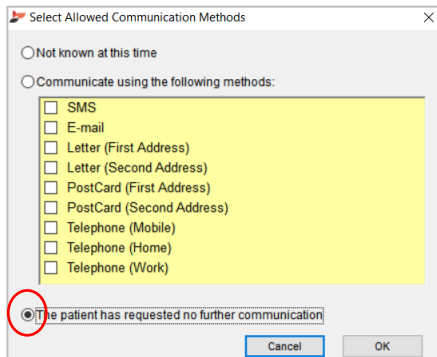 Select Allowed Communication Methods
Not known at this time
Communicate using the following methods:
SMS
E-mail
Letter (First Address)
Letter (Second Address)
PostCard (First Address)
PostCard (Second Address)
Telephone (Mobile)
Telephone (Home)
Telephone (Work)
The patient has requested no further communication
Cancel OK